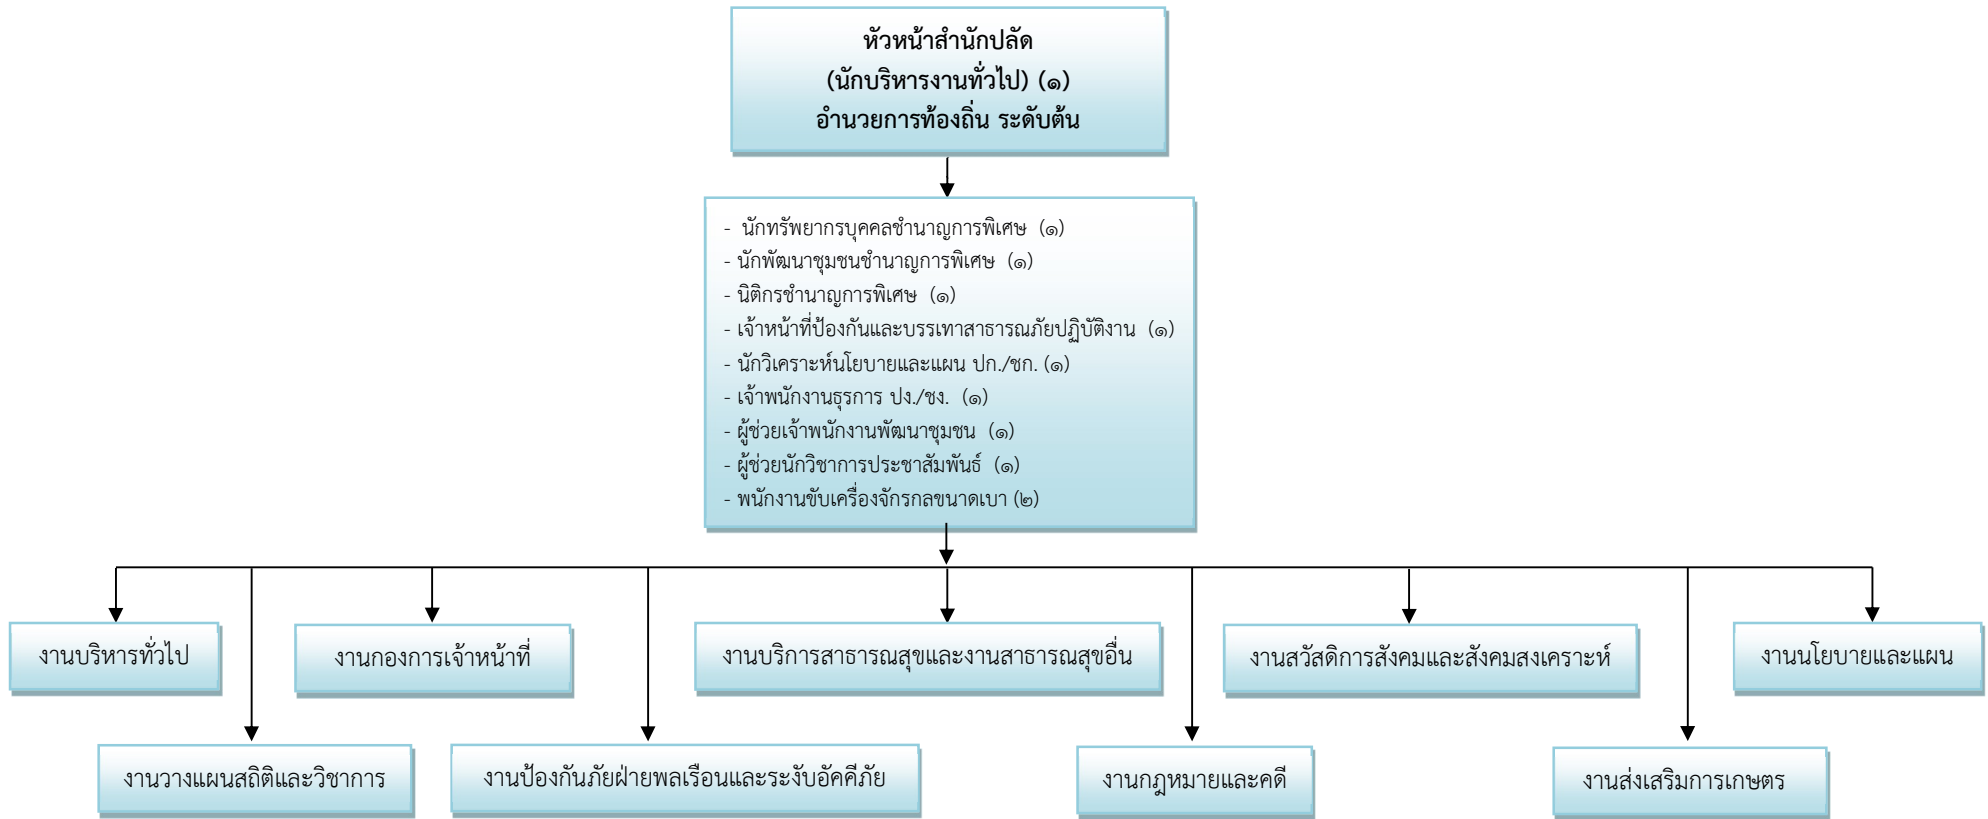 หัวหน้าสำนักปลัด
(นักบริหารงานทั่วไป) (๑)
อำนวยการท้องถิ่น ระดับต้น
- นักทรัพยากรบุคคลชำนาญการพิเศษ (๑)
- นักพัฒนาชุมชนชำนาญการพิเศษ (๑)
- นิติกรชำนาญการพิเศษ (๑)
- เจ้าหน้าที่ป้องกันและบรรเทาสาธารณภัยปฏิบัติงาน (๑)
- นักวิเคราะห์นโยบายและแผน ปก./ชก. (๑)
- เจ้าพนักงานธุรการ ปง./ชง. (๑)
- ผู้ช่วยเจ้าพนักงานพัฒนาชุมชน (๑)
- ผู้ช่วยนักวิชาการประชาสัมพันธ์ (๑)
- พนักงานขับเครื่องจักรกลขนาดเบา (๒)
งานบริหารทั่วไป
งานกองการเจ้าหน้าที่
งานบริการสาธารณสุขและงานสาธารณสุขอื่น
งานสวัสดิการสังคมและสังคมสงเคราะห์
งานนโยบายและแผน
งานวางแผนสถิติและวิชาการ
งานป้องกันภัยฝ่ายพลเรือนและระงับอัคคีภัย
งานกฎหมายและคดี
งานส่งเสริมการเกษตร